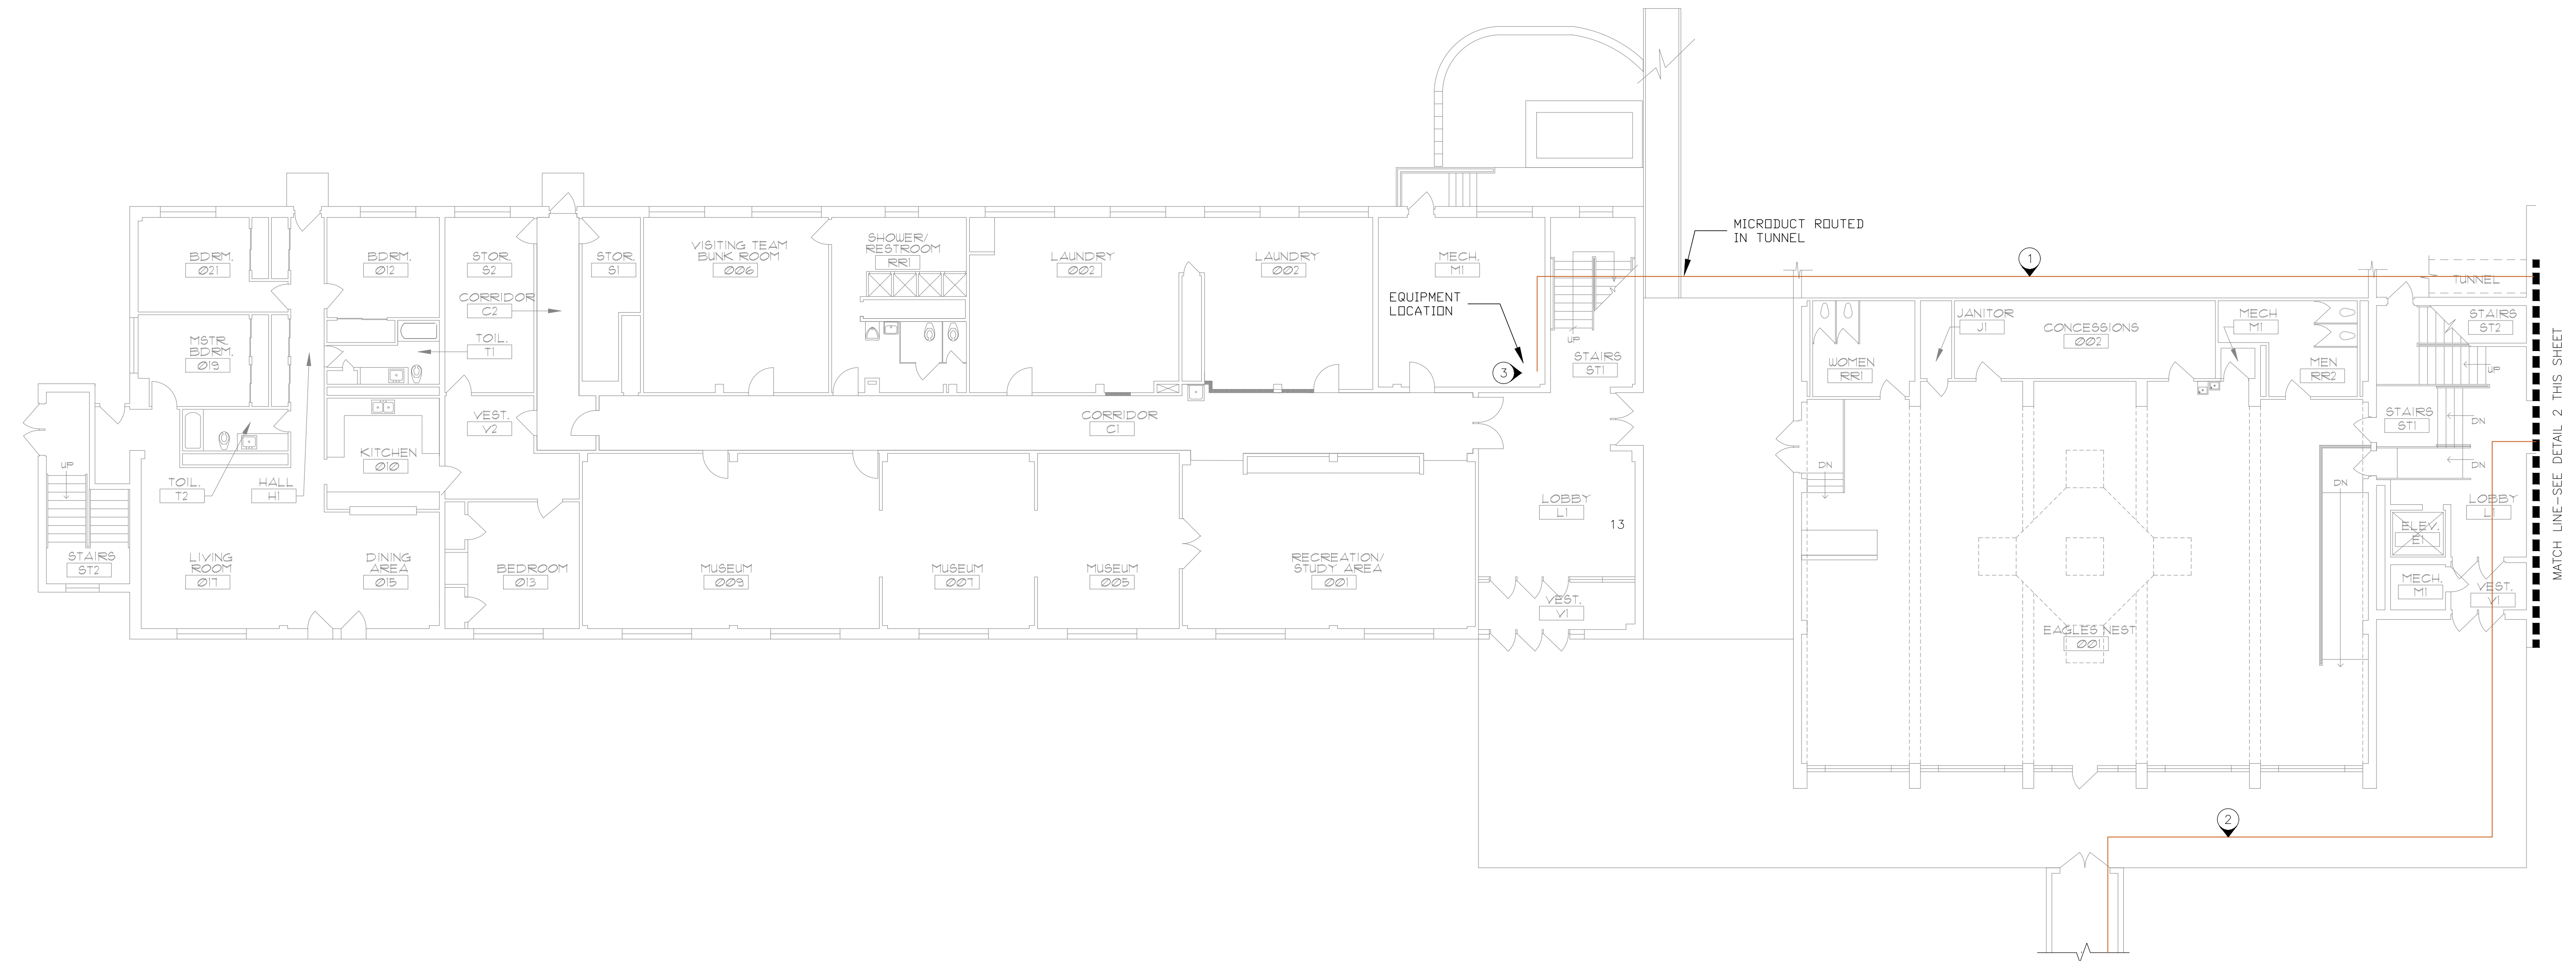 MICRODUCT ROUTED
IN TUNNEL
EQUIPMENT
LOCATION
1
2
3
13
MATCH LINE-SEE DETAIL 2 THIS SHEET
BDRM.
021
BDRM.
012
STOR.
S2
CORRIDOR
C2
STOR.
S1
VISITING TEAM
BUNK ROOM
006
SHOWER/
RESTROOM
RR1
LAUNDRY
002
LAUNDRY
002
MECH.
M1
MSTR.
BDRM.
019
TOIL.
T1
UP
STAIRS
ST1
VEST.
V2
CORRIDOR
C1
KITCHEN
010
UP
TOIL.
T2
HALL
H1
STAIRS
ST2
LIVING
ROOM
017
DINING
AREA
015
BEDROOM
013
MUSEUM
009
MUSEUM
007
MUSEUM
005
RECREATION/
STUDY AREA
001
LOBBY
L1
VEST.
V1
WOMEN
RR1
JANITOR
J1
CONCESSIONS
002
MECH
M1
MEN
RR2
TUNNEL
STAIRS
ST2
UP
STAIRS
ST1
DN
DN
DN
DN
LOBBY
L1
ELEV.
E1
MECH.
M1
VEST.
V1
EAGLES NEST
001